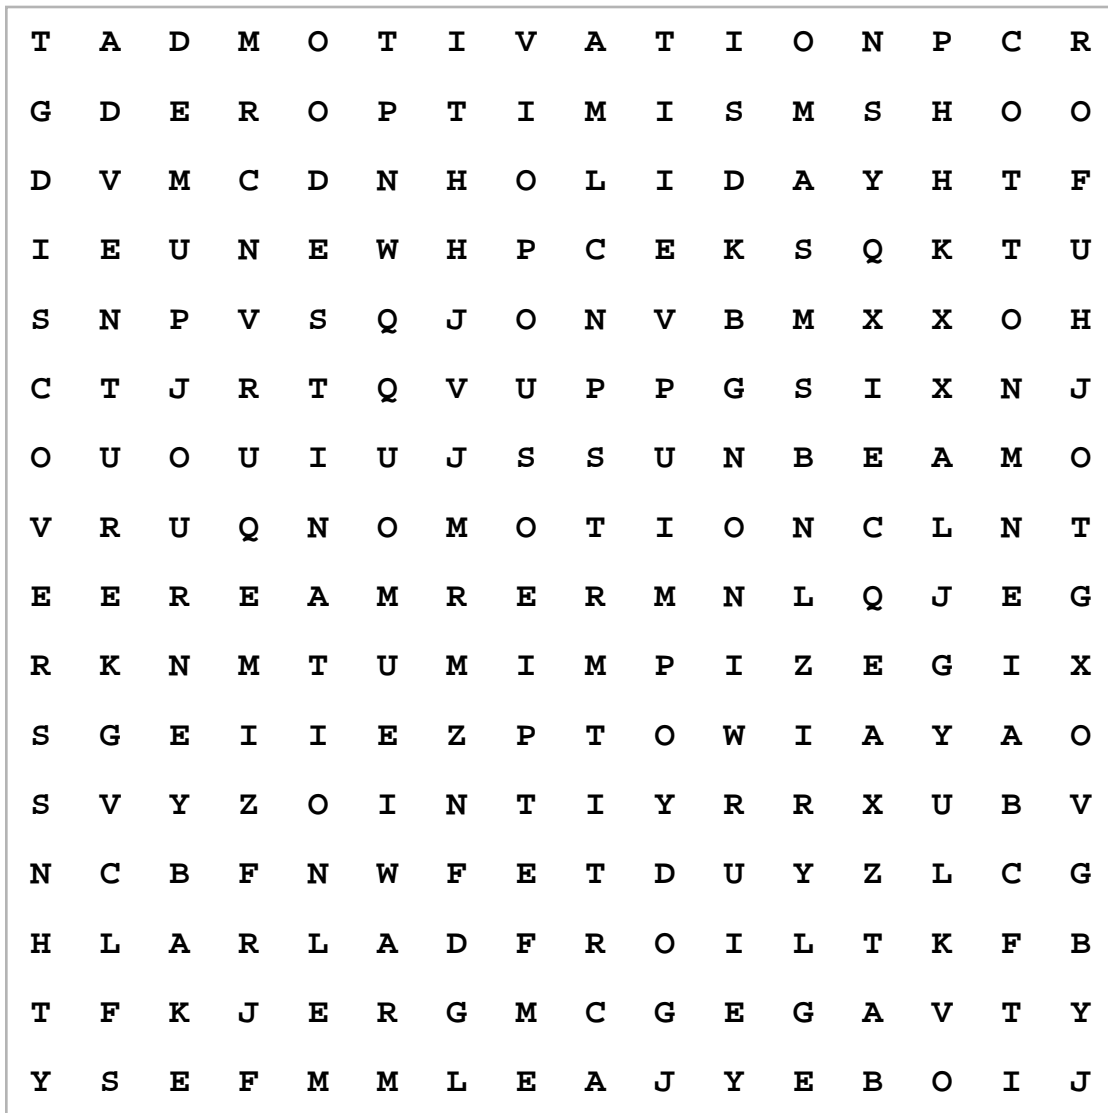 T A D M O T I V A T I O N P C R
G D E R O P T I M I S M S H O O
D V M C D N H O L I D A Y H T F
I E U N E W H P C E K S Q K T U
S N P V S Q J O N V B M X X O H
C T J R T Q V U P P G S I X N J
O U O U I U J S S U N B E A M O
V R U Q N O M O T I O N C L N T
E E R E A M R E R M N L Q J E G
R K N M T U M I M P I Z E G I X
S G E I I E Z P T O W I A Y A O
S V Y Z O I N T I Y R R X U B V
N C B F N W F E T D U Y Z L C G
H L A R L A D F R O I L T K F B
T F K J E R G M C G E G A V T Y
Y S E F M M L E A J Y E B O I J